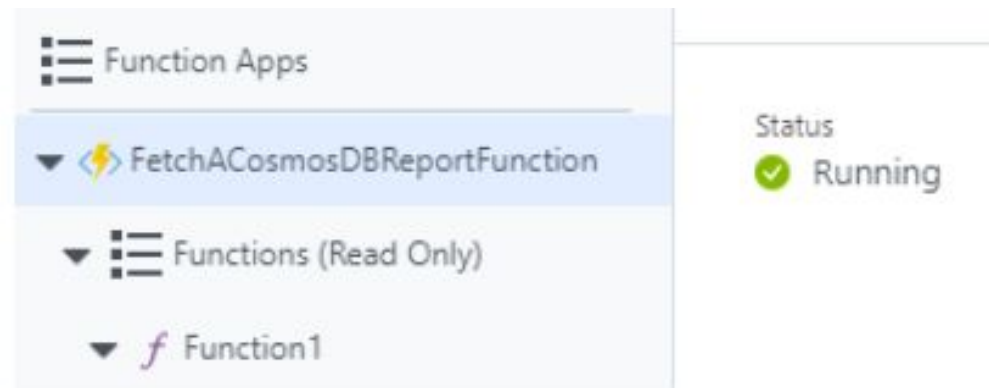 Function Apps
FetchACosmosDBReportFunction
Functions (Read Only)
Function1
Status
Running